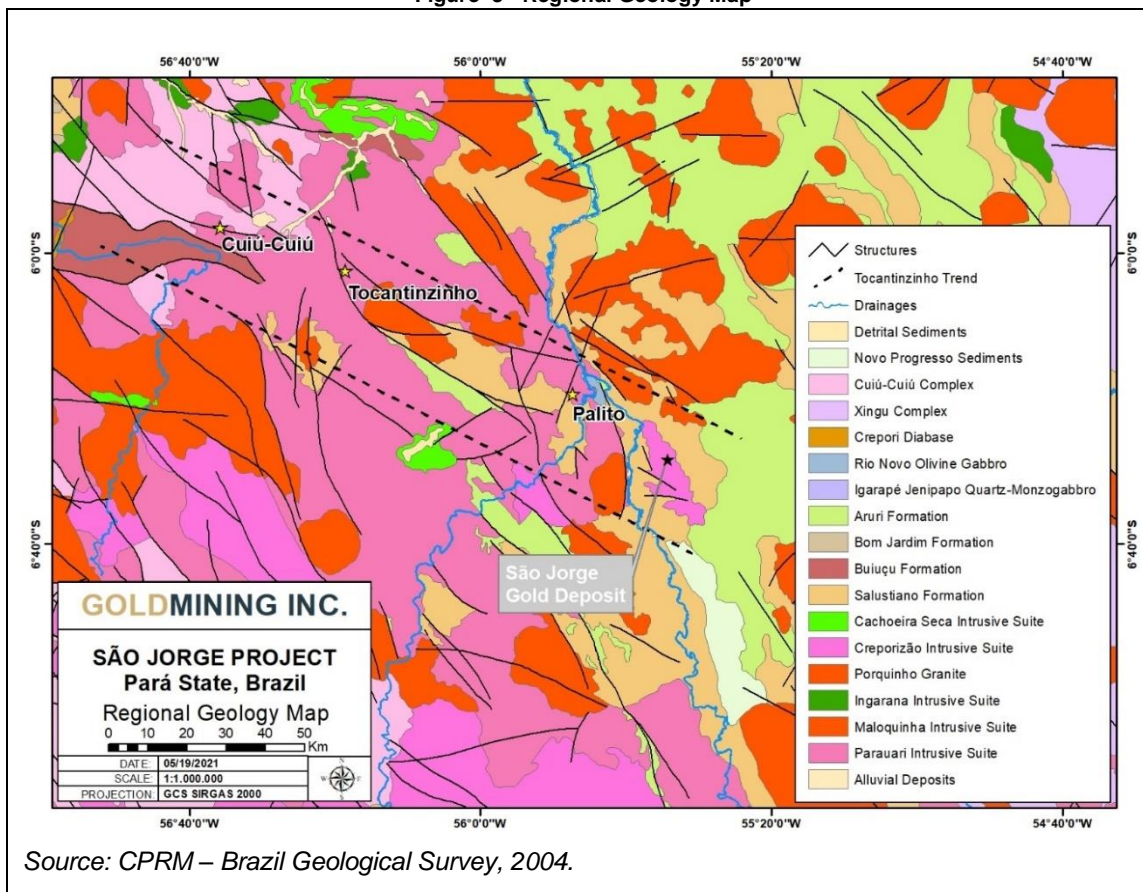 56°40'0"W 56°0'0"W 55°20'0"W 54°40'0"W
6°0'0"S 6°0'0"S
Cuiú-Cuiú
Tocantinzinho
Palito
São Jorge
Gold Deposit
6°40'0"S 6°40'0"S
Structures
Tocantinzinho Trend
Drainages
Detrital Sediments
Novo Progresso Sediments
Cuiú-Cuiú Complex
Xingu Complex
Crepori Diabase
Rio Novo Olivine Gabbro
Igarapé Jenipapo Quartz-Monzogabbro
Aruri Formation
Bom Jardim Formation
Buiuçu Formation
Salustiano Formation
Cachoeira Seca Intrusive Suite
Creporizão Intrusive Suite
Porquinho Granite
Ingarana Intrusive Suite
Maloquinha Intrusive Suite
Parauari Intrusive Suite
Alluvial Deposits
GOLDMINING INC.
SÃO JORGE PROJECT
Pará State, Brazil
Regional Geology Map
0 5 10 20 30 40 50
Km
DATE: 05/19/2021
SCALE: 1:1.000.000
PROJECTION: GCS SIRGAS 2000
N
W E
S
56°40'0"W 56°0'0"W 55°20'0"W 54°40'0"W
Source: CPRM – Brazil Geological Survey, 2004.